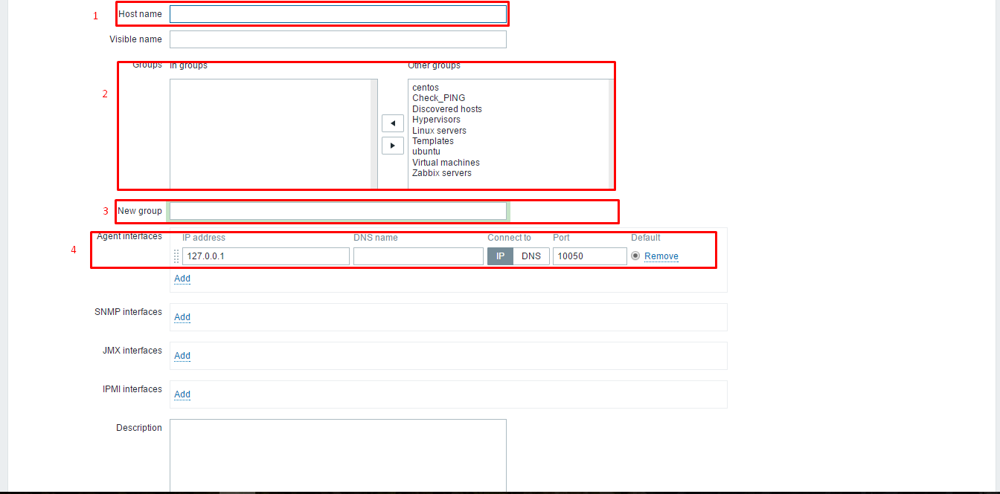 1 Host name
Visible name
Groups In groups Other groups
2
centos
Check_PING
Discovered hosts
Hypervisors
Linux servers
Templates
ubuntu
Virtual machines
Zabbix servers
3 New group
4 Agent interfaces IP address DNS name Connect to Port Default
127.0.0.1 IP DNS 10050 Remove
Add
SNMP interfaces Add
JMX interfaces Add
IPMI interfaces Add
Description